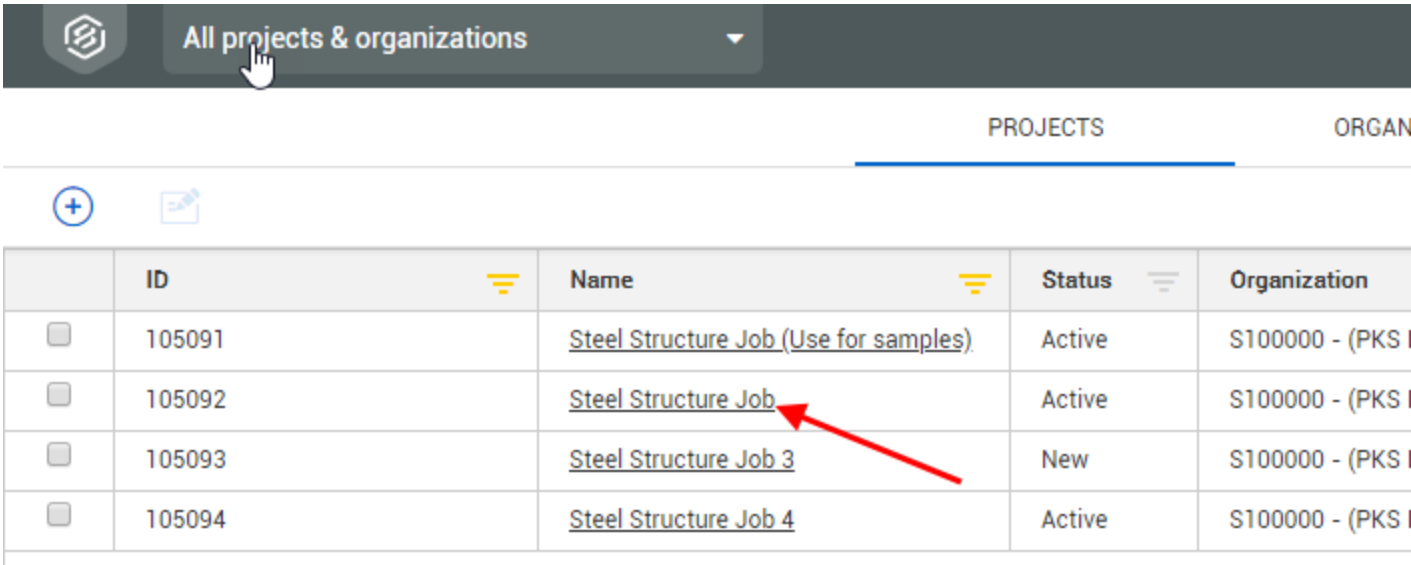 All projects & organizations
PROJECTS ORGAN
ID Name Status Organization
105091 Steel Structure Job (Use for samples) Active S100000 - (PKS
105092 Steel Structure Job Active S100000 - (PKS
105093 Steel Structure Job 3 New S100000 - (PKS
105094 Steel Structure Job 4 Active S100000 - (PKS